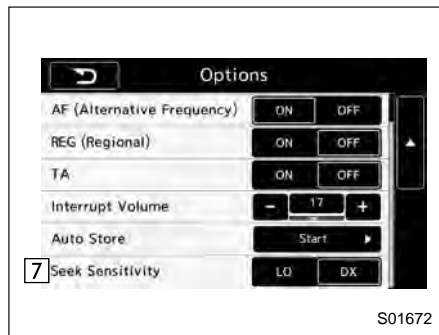 Options
AF (Alternative Frequency) ON OFF
REG (Regional) ON OFF
TA ON OFF
Interrupt Volume - 17 +
Auto Store Start
7 Seek Sensitivity LO DX
S01672